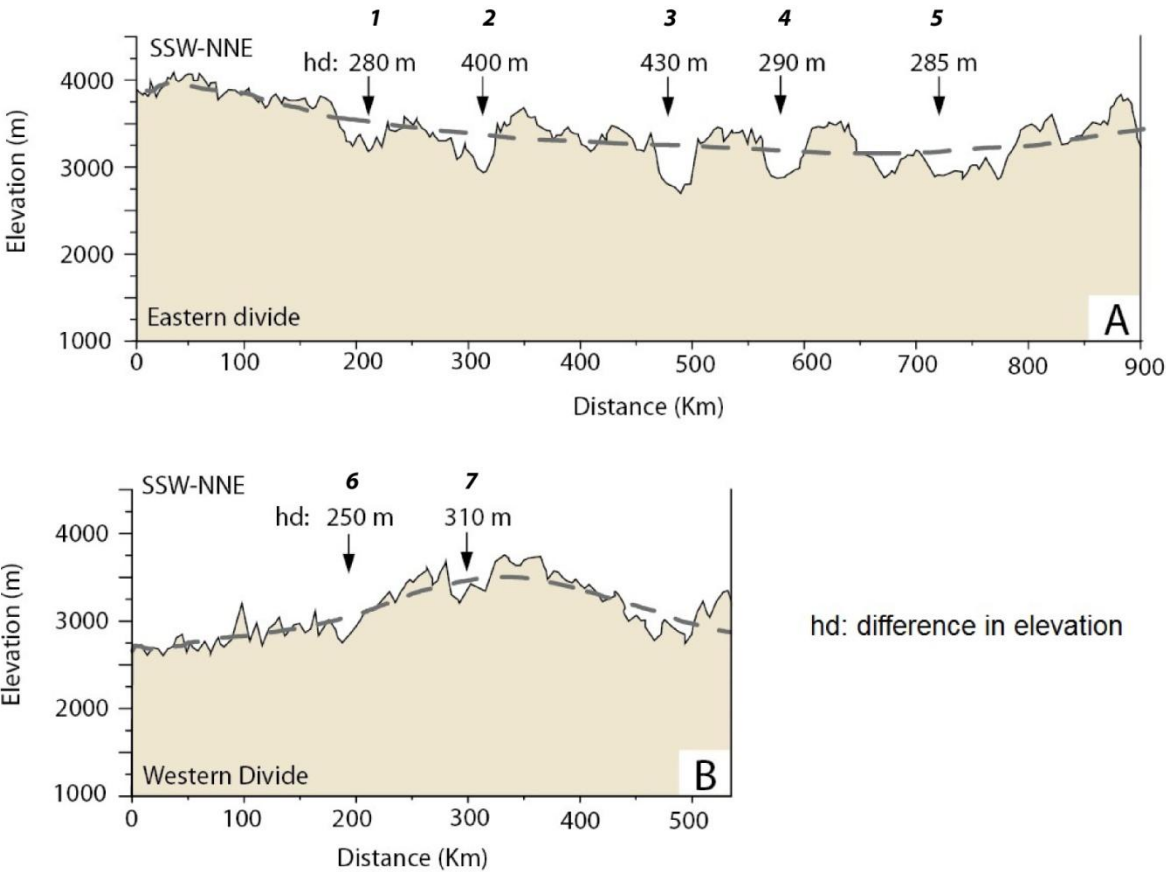 1 2 3 4 5
SSW-NNE
hd: 280 m 400 m 430 m 290 m 285 m
4000
3000
2000
1000
Elevation (m)
Eastern divide
A
0 100 200 300 400 500 600 700 800 900
Distance (Km)
6 7
SSW-NNE
hd: 250 m 310 m
4000
3000
2000
1000
Elevation (m)
Western Divide
B
0 100 200 300 400 500
Distance (Km)
hd: difference in elevation